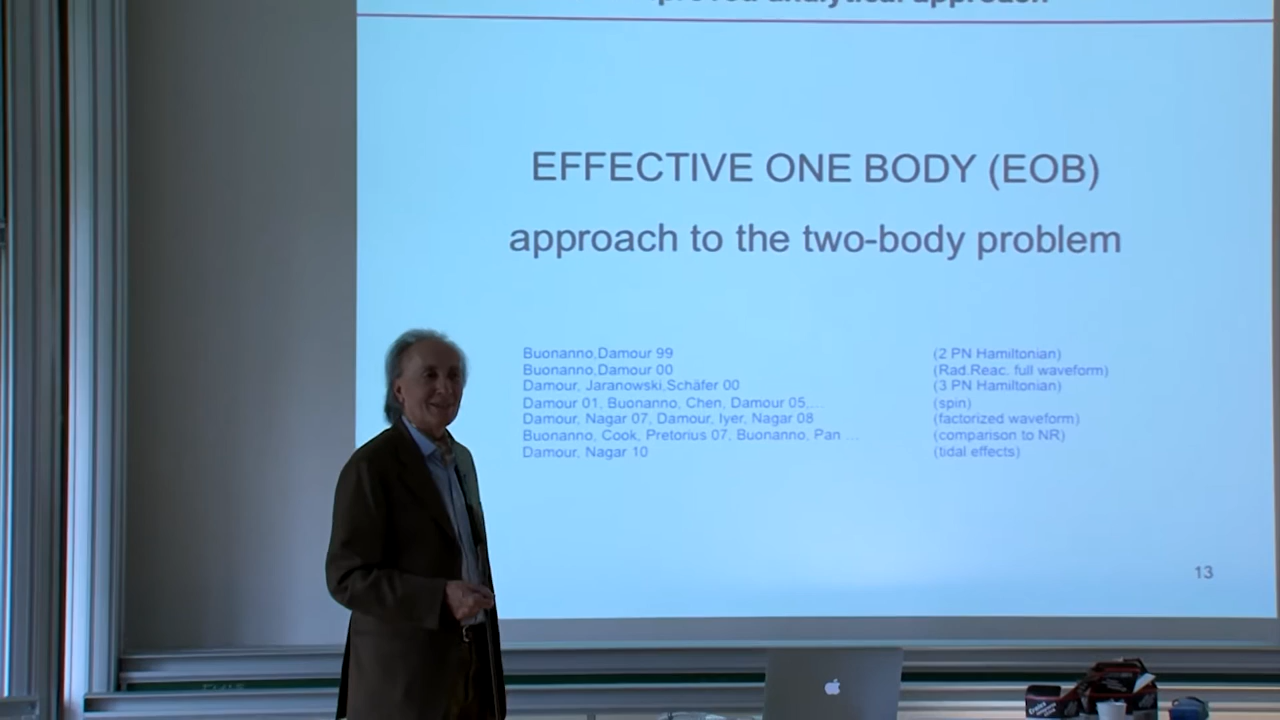 improved analytical approach
EFFECTIVE ONE BODY (EOB)
approach to the two-body problem
Buonanno,Damour 99 (2 PN Hamiltonian)
Buonanno,Damour 00 (Rad.Reac. full waveform)
Damour, Jaranowski,Schäfer 00 (3 PN Hamiltonian)
Damour 01, Buonanno, Chen, Damour 05,... (spin)
Damour, Nagar 07, Damour, Iyer, Nagar 08 (factorized waveform)
Buonanno, Cook, Pretorius 07, Buonanno, Pan ... (comparison to NR)
Damour, Nagar 10 (tidal effects)
13